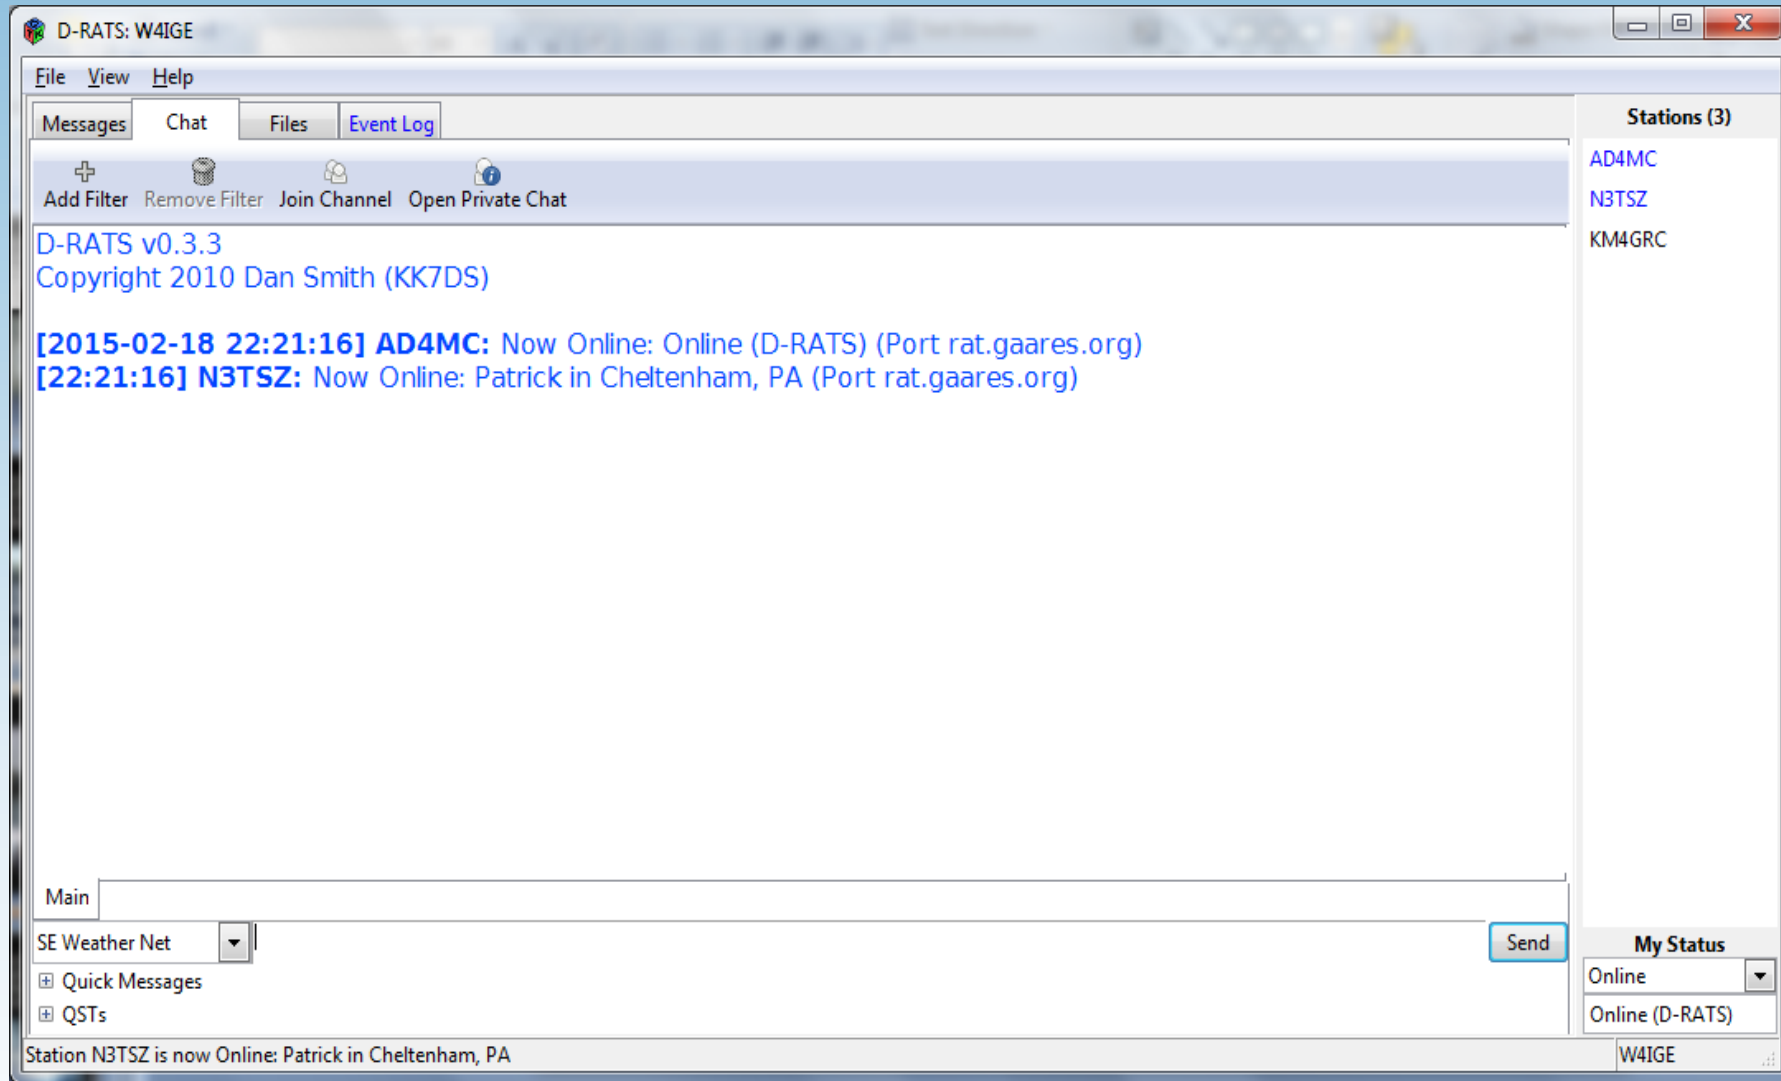 D-RATS: W4IGE
File View Help
Messages Chat Files Event Log
Add Filter Remove Filter Join Channel Open Private Chat
D-RATS v0.3.3
Copyright 2010 Dan Smith (KK7DS)
[2015-02-18 22:21:16] AD4MC: Now Online: Online (D-RATS) (Port rat.gaares.org)
[22:21:16] N3TSZ: Now Online: Patrick in Cheltenham, PA (Port rat.gaares.org)
Main
SE Weather Net
Send
Quick Messages
QSTs
Stations (3)
AD4MC
N3TSZ
KM4GRC
My Status
Online
Online (D-RATS)
Station N3TSZ is now Online: Patrick in Cheltenham, PA
W4IGE